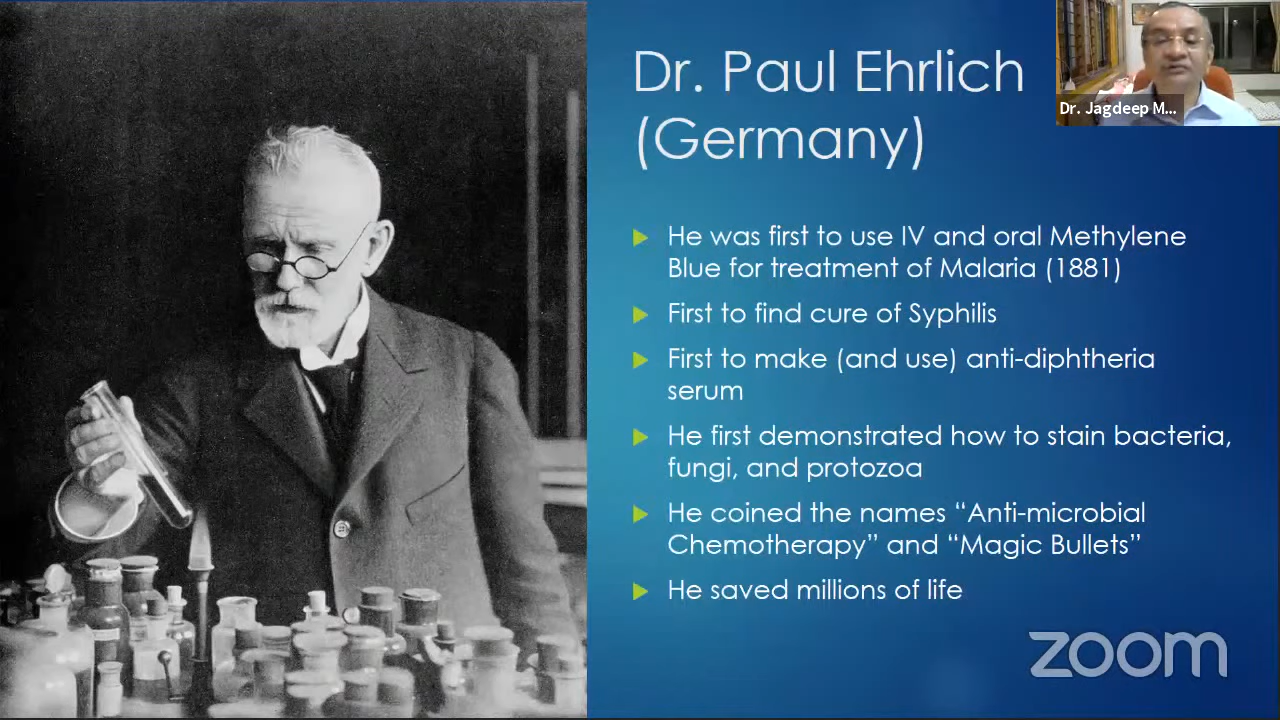 Dr. Paul Ehrlich
(Germany)
Dr. Jagdeep M...
He was first to use IV and oral Methylene
Blue for treatment of Malaria (1881)
First to find cure of Syphilis
First to make (and use) anti-diphtheria
serum
He first demonstrated how to stain bacteria,
fungi, and protozoa
He coined the names “Anti-microbial
Chemotherapy” and “Magic Bullets”
He saved millions of life
zoom